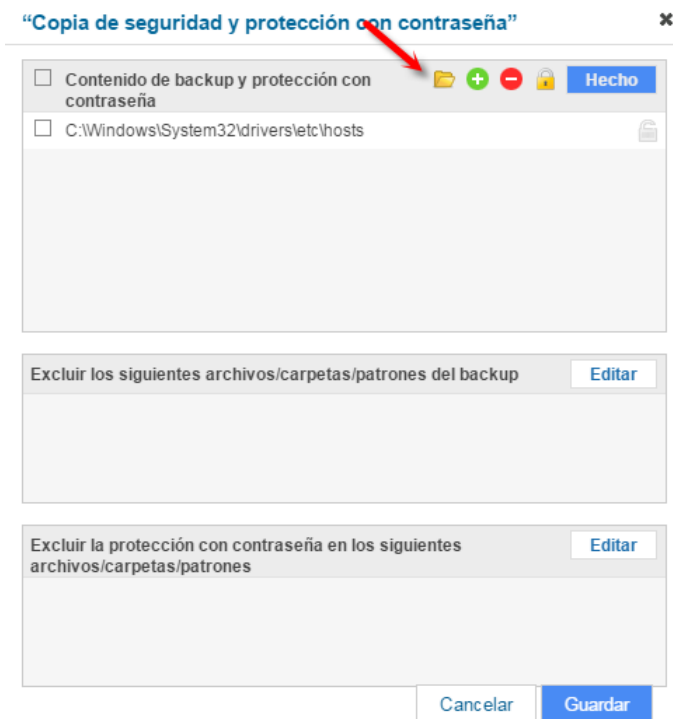 “Copia de seguridad y protección con contraseña”
Contenido de backup y protección con
contraseña
Hecho
C:\Windows\System32\drivers\etc\hosts
Excluir los siguientes archivos/carpetas/patrones del backup
Editar
Excluir la protección con contraseña en los siguientes
archivos/carpetas/patrones
Editar
Cancelar
Guardar